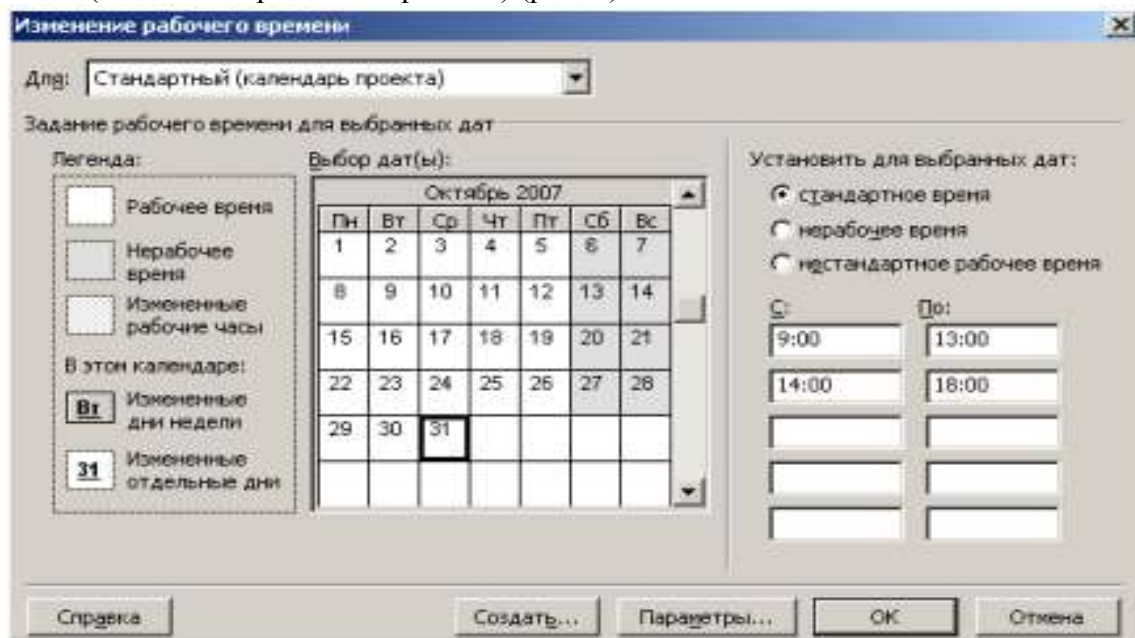 Изменение рабочего времени
Для: Стандартный (календарь проекта)
Задание рабочего времени для выбранных дат
Легенда:
Рабочее время
Нерабочее
время
Измененные
рабочие часы
В этом календаре:
Вт Измененные
дни недели
31 Измененные
отдельные дни
Выбор дат(ы):
Октябрь 2007
Пн Вт Ср Чт Пт Сб Вс
1 2 3 4 5 6 7
8 9 10 11 12 13 14
15 16 17 18 19 20 21
22 23 24 25 26 27 28
29 30 31
Установить для выбранных дат:
стандартное время
нерабочее время
нестандартное рабочее время
С: По:
9:00 13:00
14:00 18:00
Справка Создать... Параметры... ОК Отмена